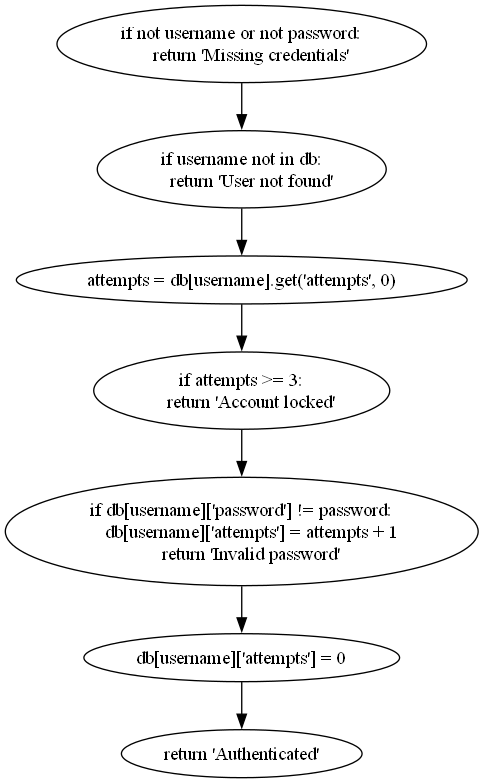 if not username or not password:
return 'Missing credentials'
if username not in db:
return 'User not found'
attempts = db[username].get('attempts', 0)
if attempts >= 3:
return 'Account locked'
if db[username]['password'] != password:
db[username]['attempts'] = attempts + 1
return 'Invalid password'
db[username]['attempts'] = 0
return 'Authenticated'